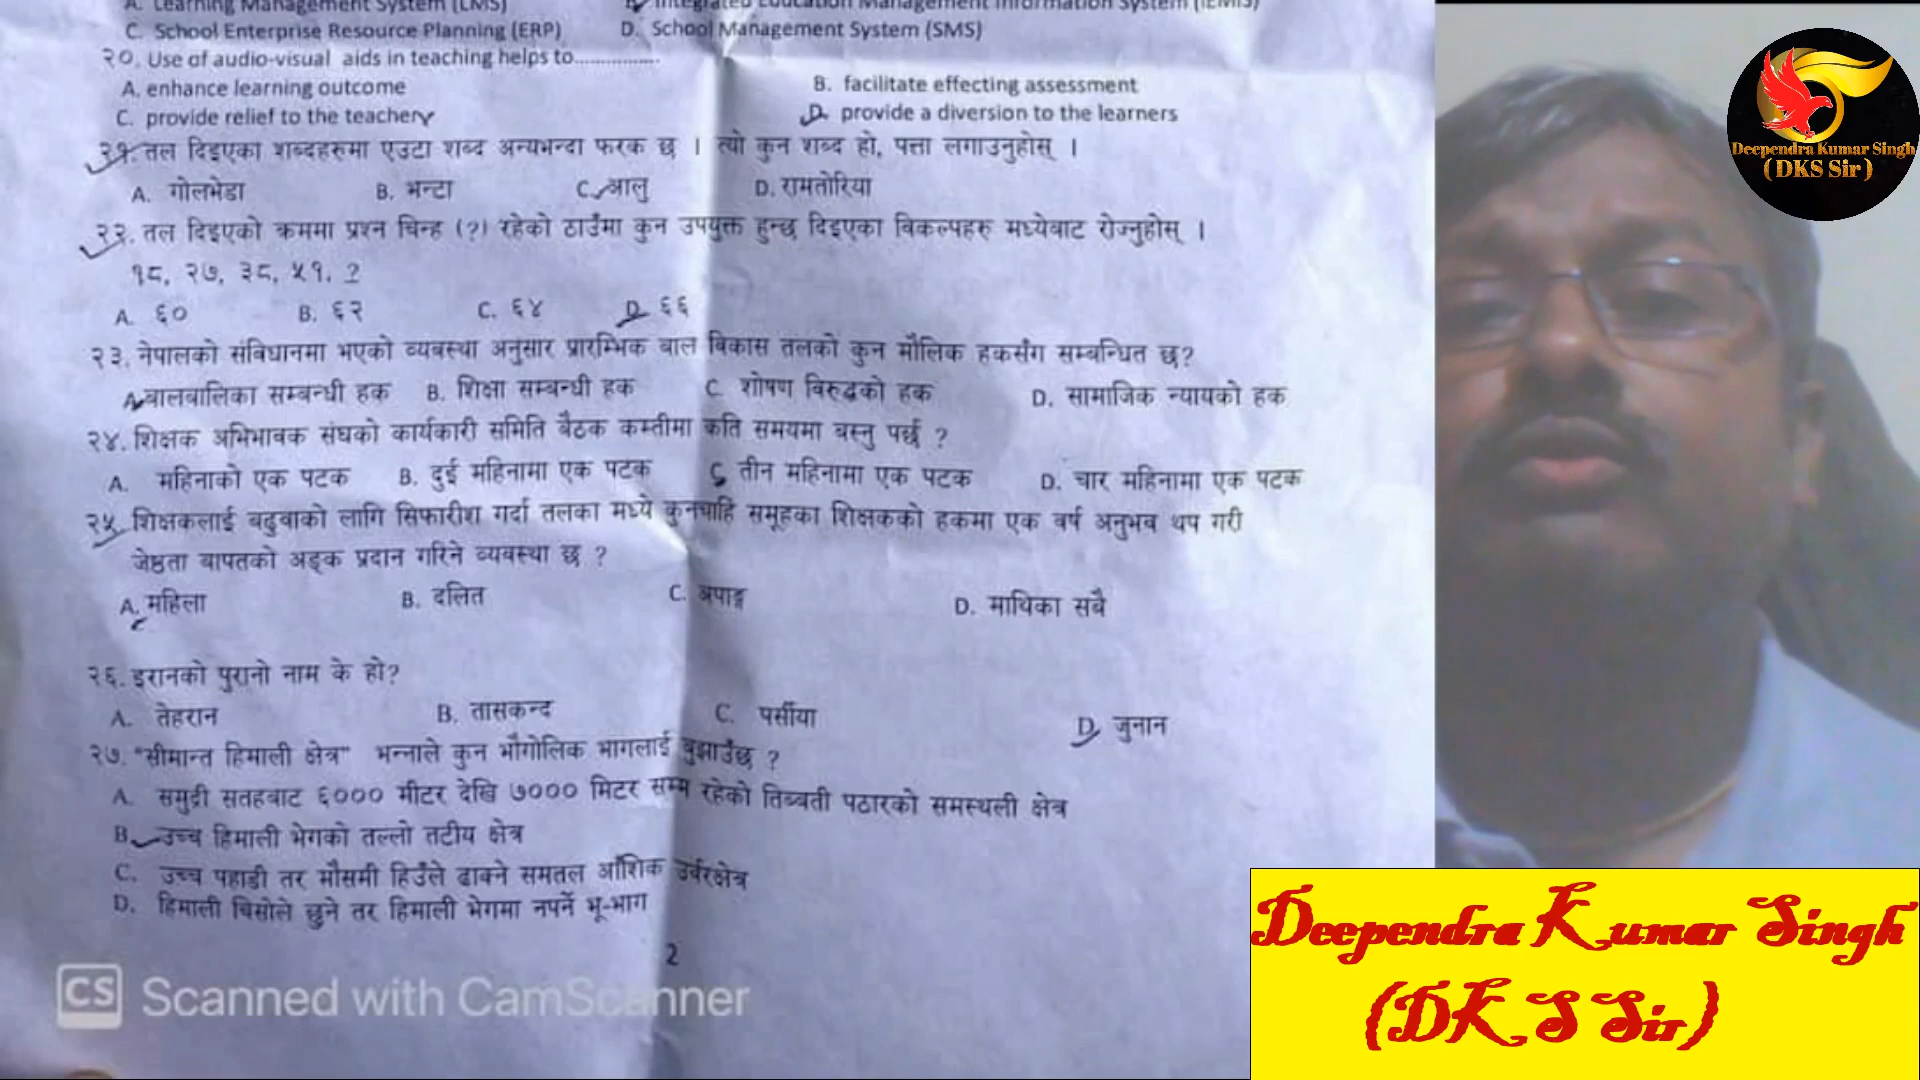 A. Learning Management System (LMS) B. Integrated Education Management Information System (IEMIS)
C. School Enterprise Resource Planning (ERP) D. School Management System (SMS)
२०. Use of audio-visual aids in teaching helps to................
A. enhance learning outcome B. facilitate effecting assessment
C. provide relief to the teacher D. provide a diversion to the learners
२१. तल दिइएका शब्दहरुमा एउटा शब्द अन्यभन्दा फरक छ । त्यो कुन शब्द हो, पत्ता लगाउनुहोस् ।
A. गोलभेडा B. भन्टा C. आलु D. रामतोरिया
२२. तल दिइएको क्रममा प्रश्न चिन्ह (?) रहेको ठाउँमा कुन उपयुक्त हुन्छ दिइएका विकल्पहरु मध्येबाट रोज्नुहोस् ।
१८, २७, ३८, ५१, ?
A. ६० B. ६२ C. ६४ D. ६६
२३. नेपालको संविधानमा भएको व्यवस्था अनुसार प्रारम्भिक बाल विकास तलको कुन मौलिक हकसँग सम्बन्धित छ?
A. बालबालिका सम्बन्धी हक B. शिक्षा सम्बन्धी हक C. शोषण विरुद्धको हक D. सामाजिक न्यायको हक
२४. शिक्षक अभिभावक संघको कार्यकारी समिति बैठक कम्तीमा कति समयमा बस्नु पर्छ ?
A. महिनाको एक पटक B. दुई महिनामा एक पटक C. तीन महिनामा एक पटक D. चार महिनामा एक पटक
२५. शिक्षकलाई बढुवाको लागि सिफारीश गर्दा तलका मध्ये कुनचाहि समूहका शिक्षकको हकमा एक वर्ष अनुभव थप गरी
जेष्ठता बापतको अङ्क प्रदान गरिने व्यवस्था छ ?
A. महिला B. दलित C. अपाङ्ग D. माथिका सबै
२६. इरानको पुरानो नाम के हो?
A. तेहरान B. तासकन्द C. पर्सीया D. जुनान
२७. "सीमान्त हिमाली क्षेत्र" भन्नाले कुन भौगोलिक भागलाई बुझाउँछ ?
A. समुद्री सतहबाट ६००० मीटर देखि ७००० मिटर सम्म रहेको तिब्बती पठारको समस्थली क्षेत्र
B. उच्च हिमाली भेगको तल्लो तटीय क्षेत्र
C. उच्च पहाडी तर मौसमी हिउँले ढाक्ने समतल आँशिक उर्वरक्षेत्र
D. हिमाली चिसोले छुने तर हिमाली भेगमा नपर्ने भू-भाग
2
CS Scanned with CamScanner
Deependra Kumar Singh
(DKS Sir)
Deependra Kumar Singh
(DKS Sir)